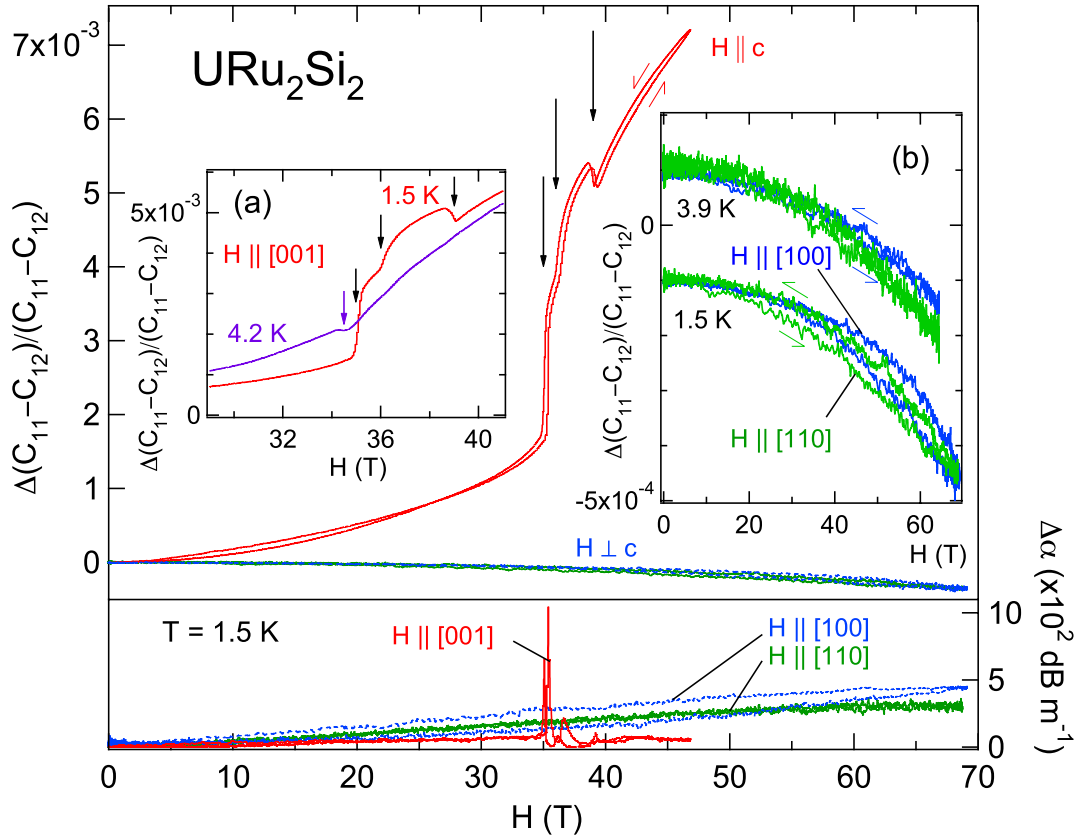 URu₂Si₂
H || c
7x10⁻³
6
5
4
3
2
1
0
Δ(C₁₁−C₁₂)/(C₁₁−C₁₂)
(a)
1.5 K
H || [001]
4.2 K
5x10⁻³
0
Δ(C₁₁−C₁₂)/(C₁₁−C₁₂)
32 36 40
H (T)
(b)
3.9 K
H || [100]
1.5 K
H || [110]
0
-5x10⁻⁴
Δ(C₁₁−C₁₂)/(C₁₁−C₁₂)
0 20 40 60
H (T)
H ⊥ c
T = 1.5 K
H || [001]
H || [100]
H || [110]
10
5
0
Δα (x10² dB m⁻¹)
0 10 20 30 40 50 60 70
H (T)